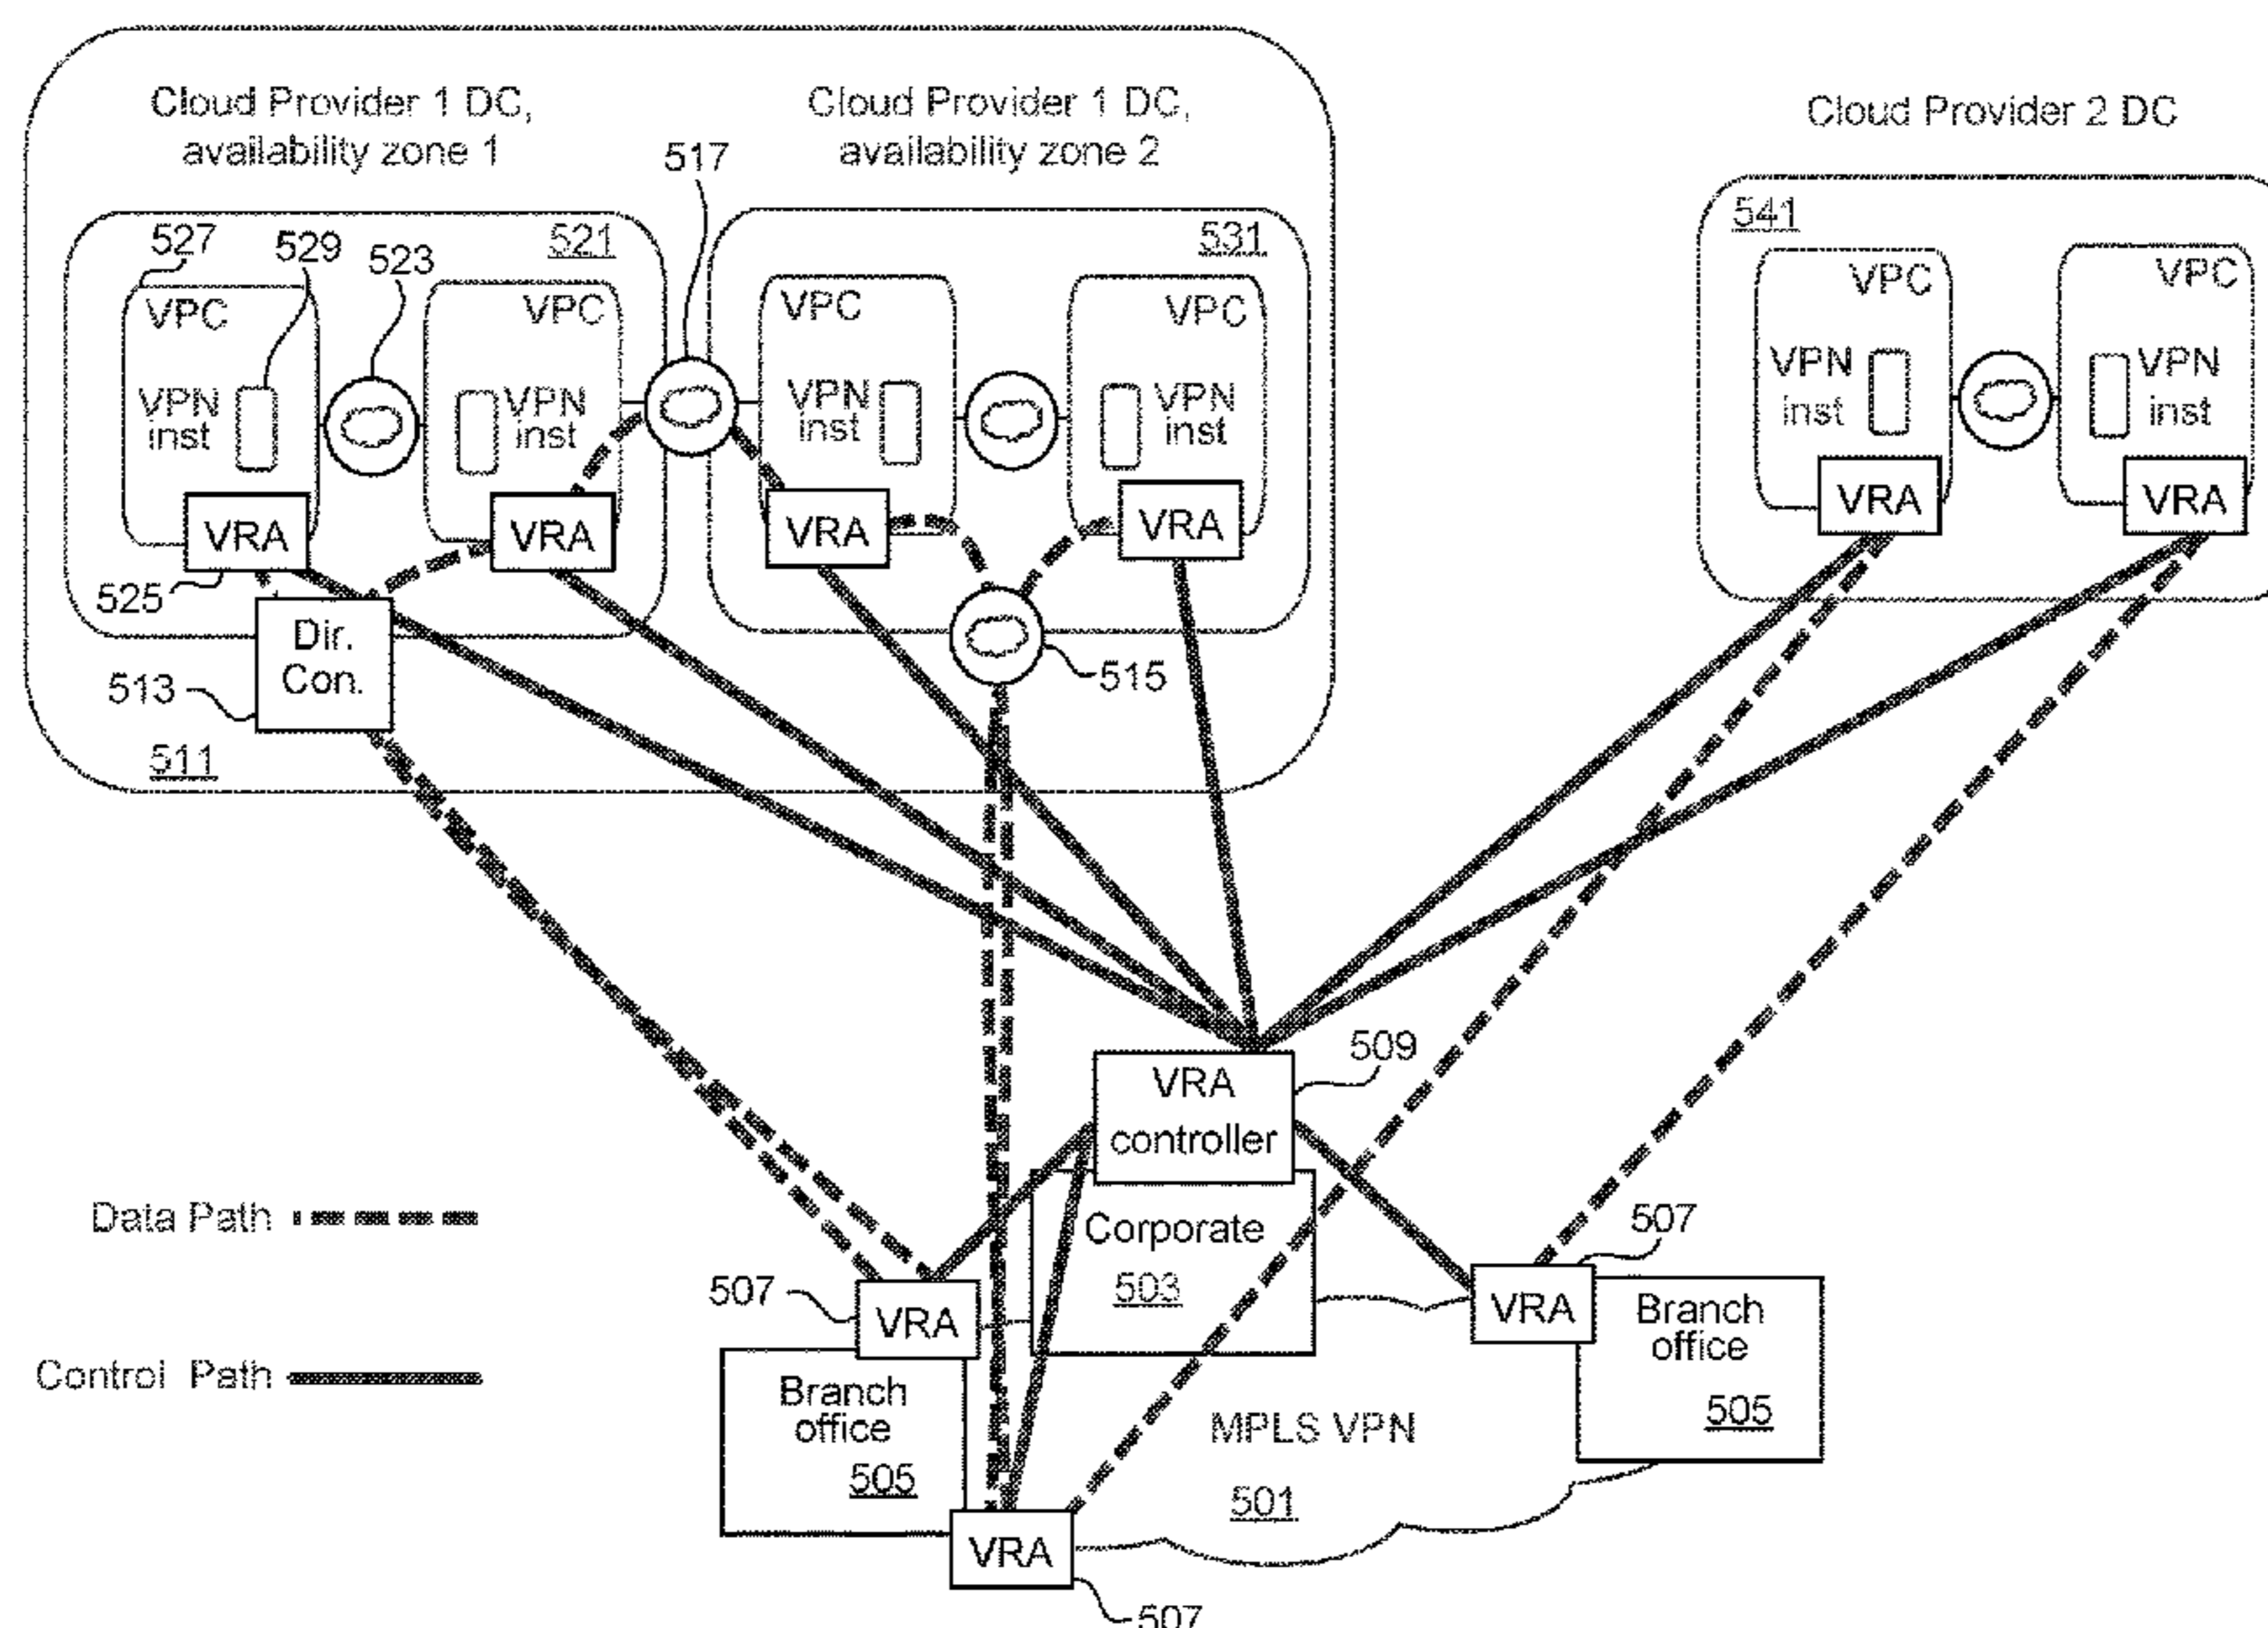 Cloud Provider 1 DC,
availability zone 1
Cloud Provider 1 DC,
availability zone 2
Cloud Provider 2 DC
517
527
529
523
521
531
541
VPC
VPC
VPC
VPC
VPC
VPC
VPN
inst
VPN
inst
VPN
inst
VPN
inst
VPN
inst
VPN
inst
VRA
VRA
VRA
VRA
VRA
VRA
525
Dir.
Con.
513
515
511
509
VRA
controller
Data Path
Corporate
503
507
507
VRA
VRA
Branch
office
505
Control Path
Branch
office
505
MPLS VPN
501
VRA
507